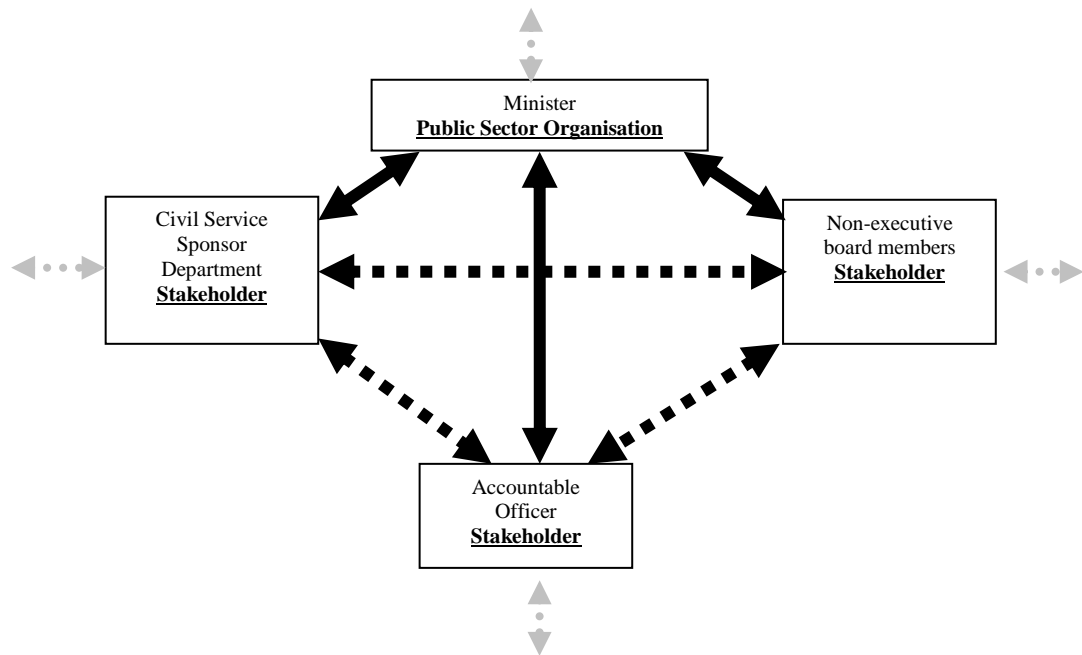 Minister
Public Sector Organisation
Civil Service
Sponsor
Department
Stakeholder
Non-executive
board members
Stakeholder
Accountable
Officer
Stakeholder